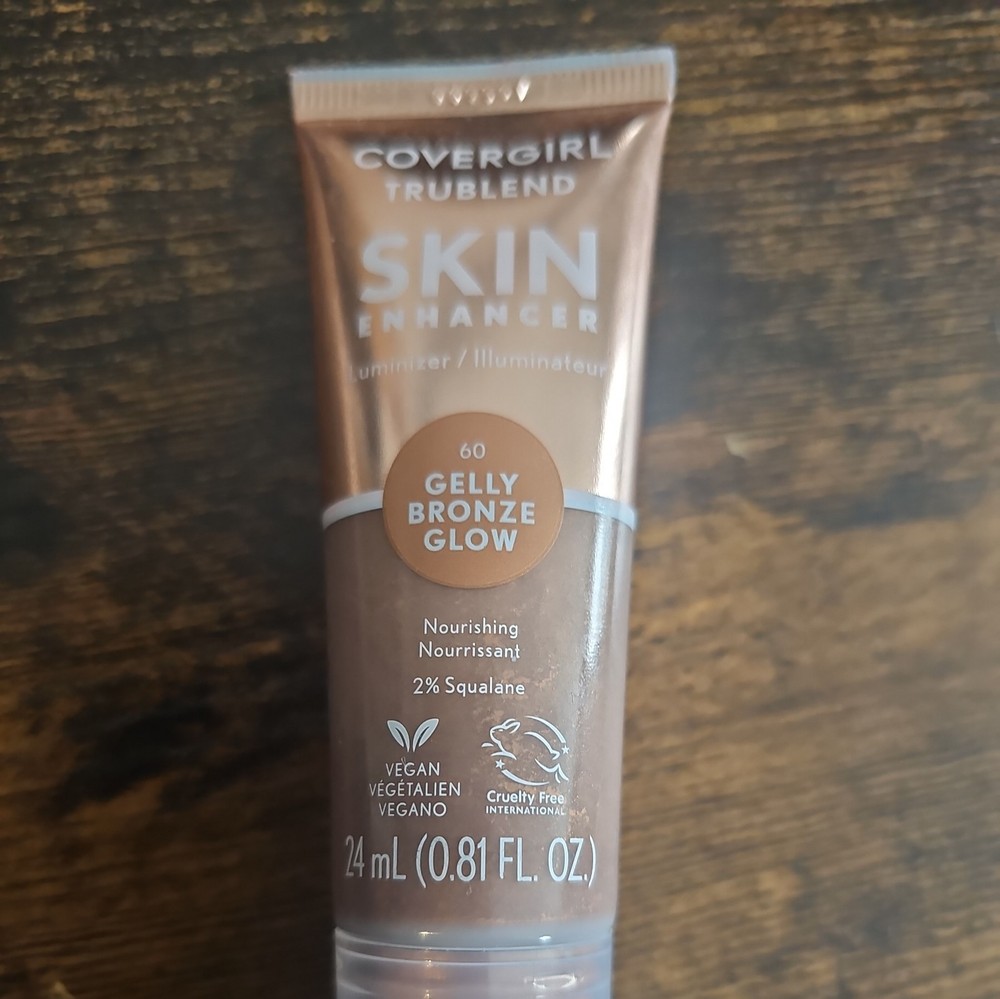 COVERGIRL
TRUBLEND
SKIN
ENHANCER
Luminizer / Illuminateur
60
GELLY
BRONZE
GLOW
Nourishing
Nourrissant
2% Squalane
VEGAN
VÉGÉTALIEN
VEGANO
Cruelty Free
INTERNATIONAL
24 mL (0.81 FL. OZ.)